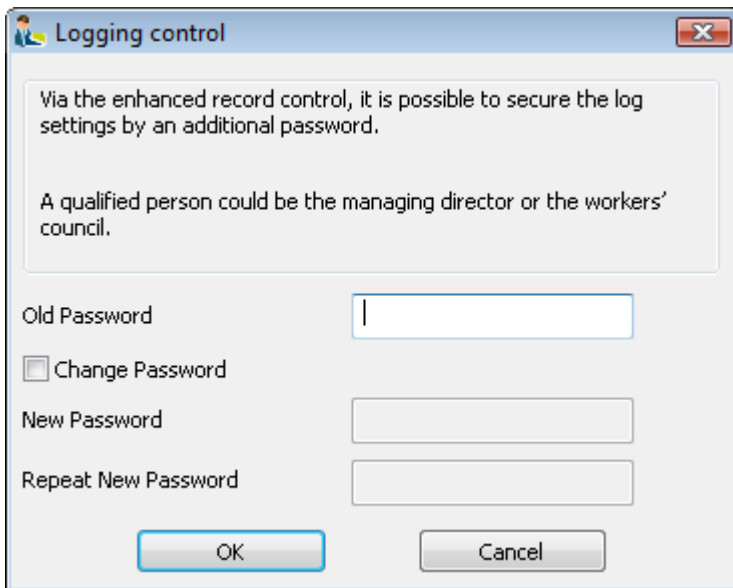 Logging control
Via the enhanced record control, it is possible to secure the log
settings by an additional password.
A qualified person could be the managing director or the workers'
council.
Old Password
Change Password
New Password
Repeat New Password
OK
Cancel